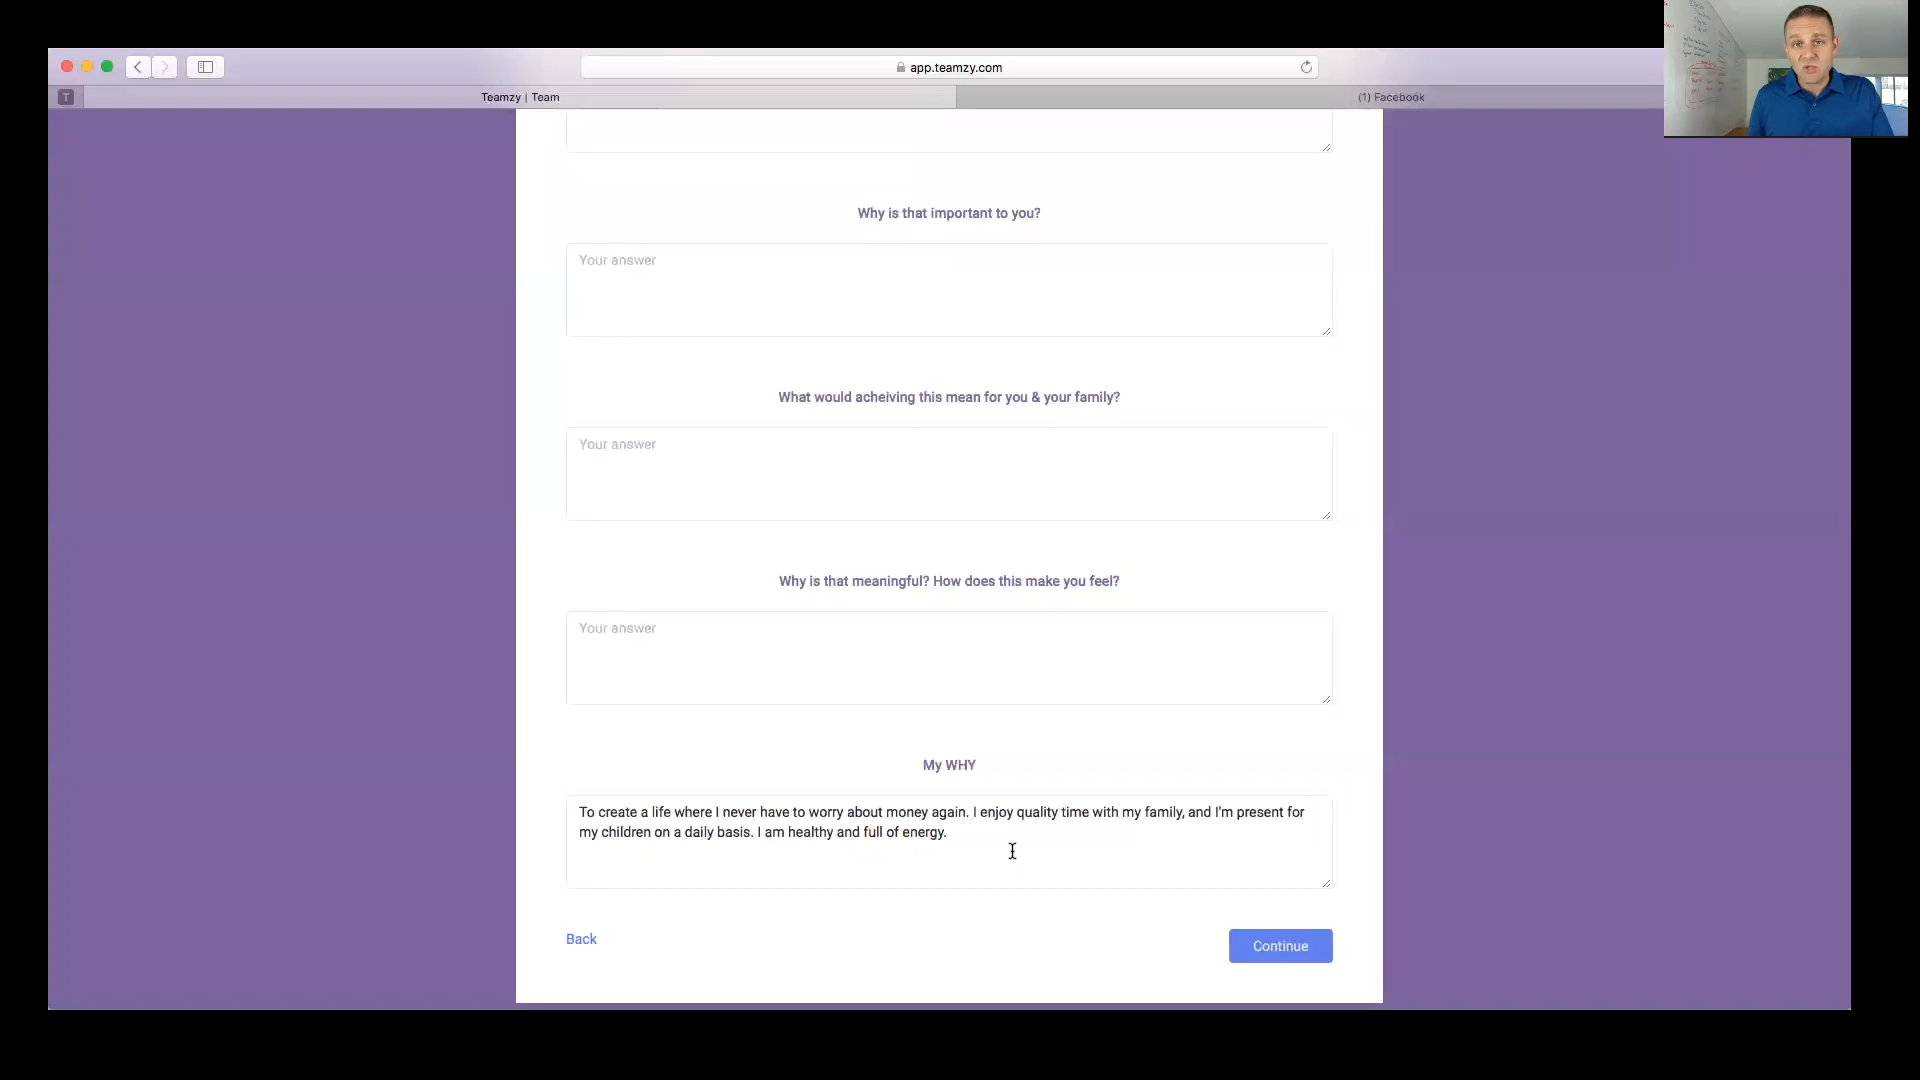 app.teamzy.com
T
Teamzy | Team
(1) Facebook
Why is that important to you?
Your answer
What would acheiving this mean for you & your family?
Your answer
Why is that meaningful? How does this make you feel?
Your answer
My WHY
To create a life where I never have to worry about money again. I enjoy quality time with my family, and I'm present for
my children on a daily basis. I am healthy and full of energy.
Back
Continue